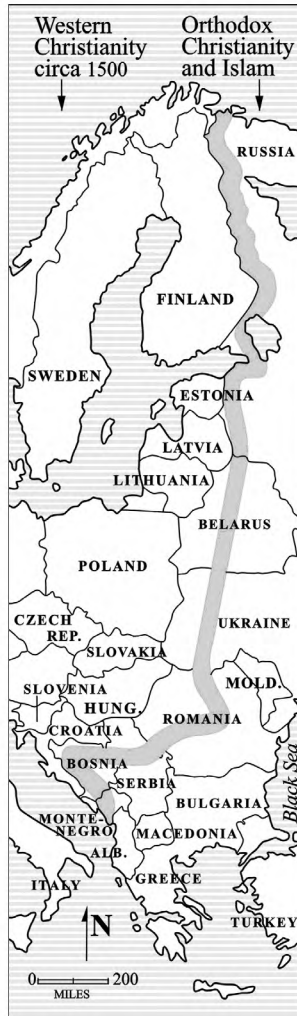 Western
Christianity
circa 1500
Orthodox
Christianity
and Islam
RUSSIA
FINLAND
SWEDEN
ESTONIA
LATVIA
LITHUANIA
BELARUS
POLAND
CZECH
REP.
UKRAINE
SLOVAKIA
SLOVENIA
HUNG.
MOLD.
ROMANIA
CROATIA
BOSNIA
SERBIA
Black Sea
BULGARIA
MONTE-
NEGRO
MACEDONIA
ALB.
ITALY
GREECE
TURKEY
N
0 200
MILES